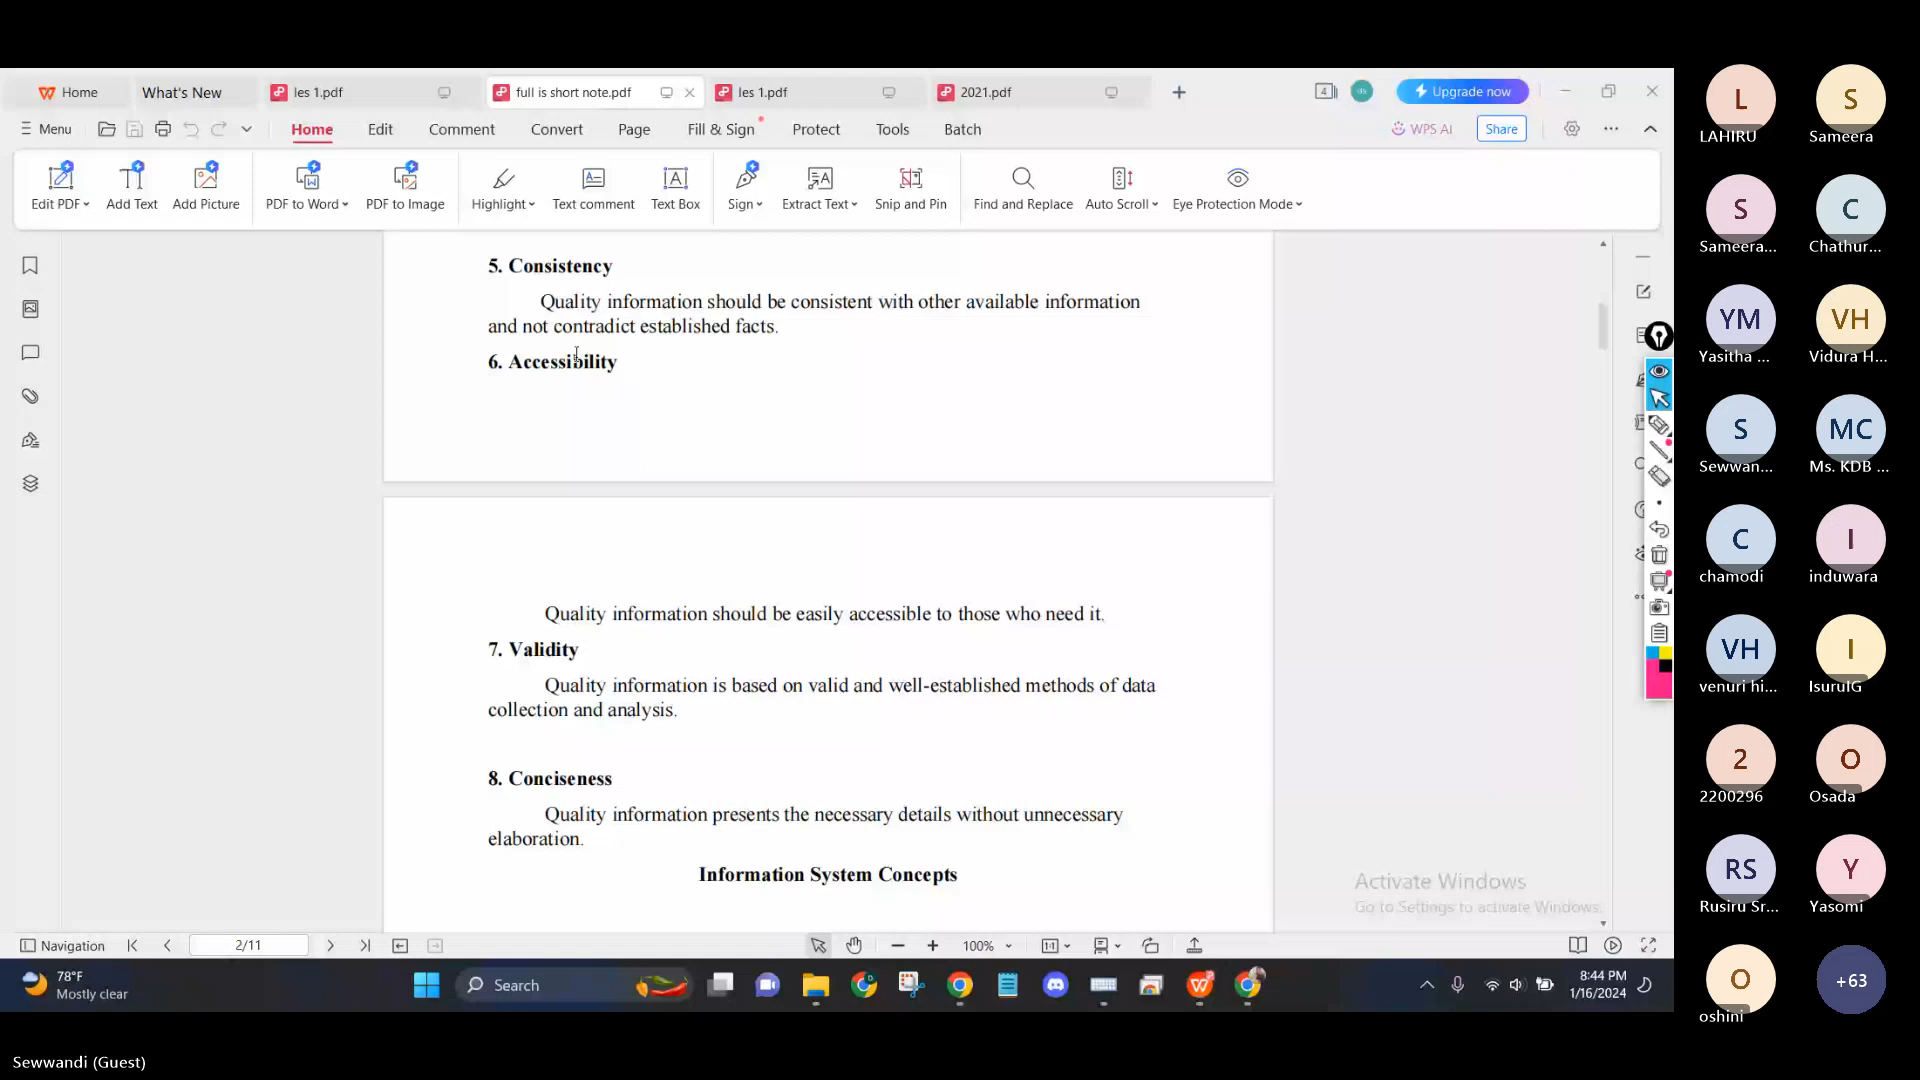 Home
What's New
les 1.pdf
full is short note.pdf
les 1.pdf
2021.pdf
Upgrade now
Menu
Home
Edit
Comment
Convert
Page
Fill & Sign
Protect
Tools
Batch
WPS AI
Share
Edit PDF
Add Text
Add Picture
PDF to Word
PDF to Image
Highlight
Text comment
Text Box
Sign
Extract Text
Snip and Pin
Find and Replace
Auto Scroll
Eye Protection Mode
5. Consistency
Quality information should be consistent with other available information
and not contradict established facts.
6. Accessibility
Quality information should be easily accessible to those who need it.
7. Validity
Quality information is based on valid and well-established methods of data
collection and analysis.
8. Conciseness
Quality information presents the necessary details without unnecessary
elaboration.
Information System Concepts
Activate Windows
Go to Settings to activate Windows.
Navigation
2/11
100%
78°F
Mostly clear
Search
8:44 PM
1/16/2024
Sewwandi (Guest)
L
LAHIRU
S
Sameera
S
Sameera...
C
Chathur...
YM
Yasitha ...
VH
Vidura H...
S
Sewwan...
MC
Ms. KDB ...
C
chamodi
I
induwara
VH
venuri hi...
I
IsuruIG
2
2200296
O
Osada
RS
Rusiru Sr...
Y
Yasomi
O
oshini
+63